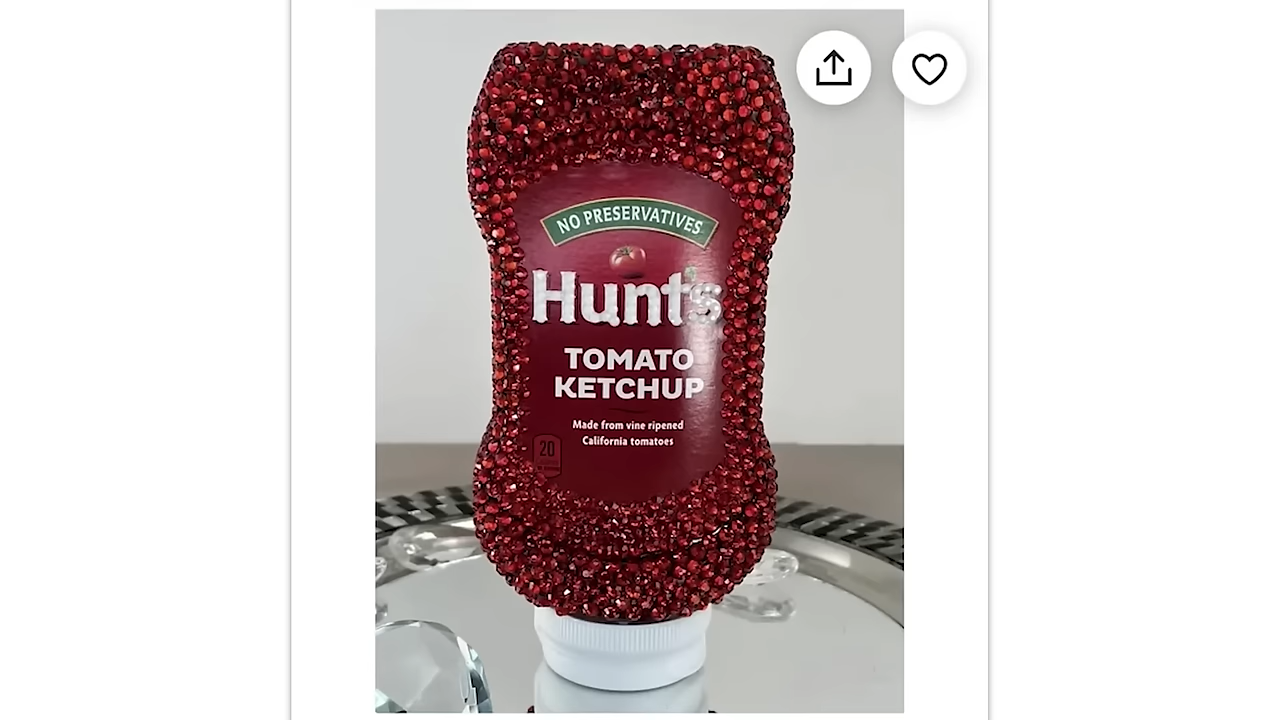 NO PRESERVATIVES
Hunt's
TOMATO
KETCHUP
Made from vine ripened
California tomatoes
20